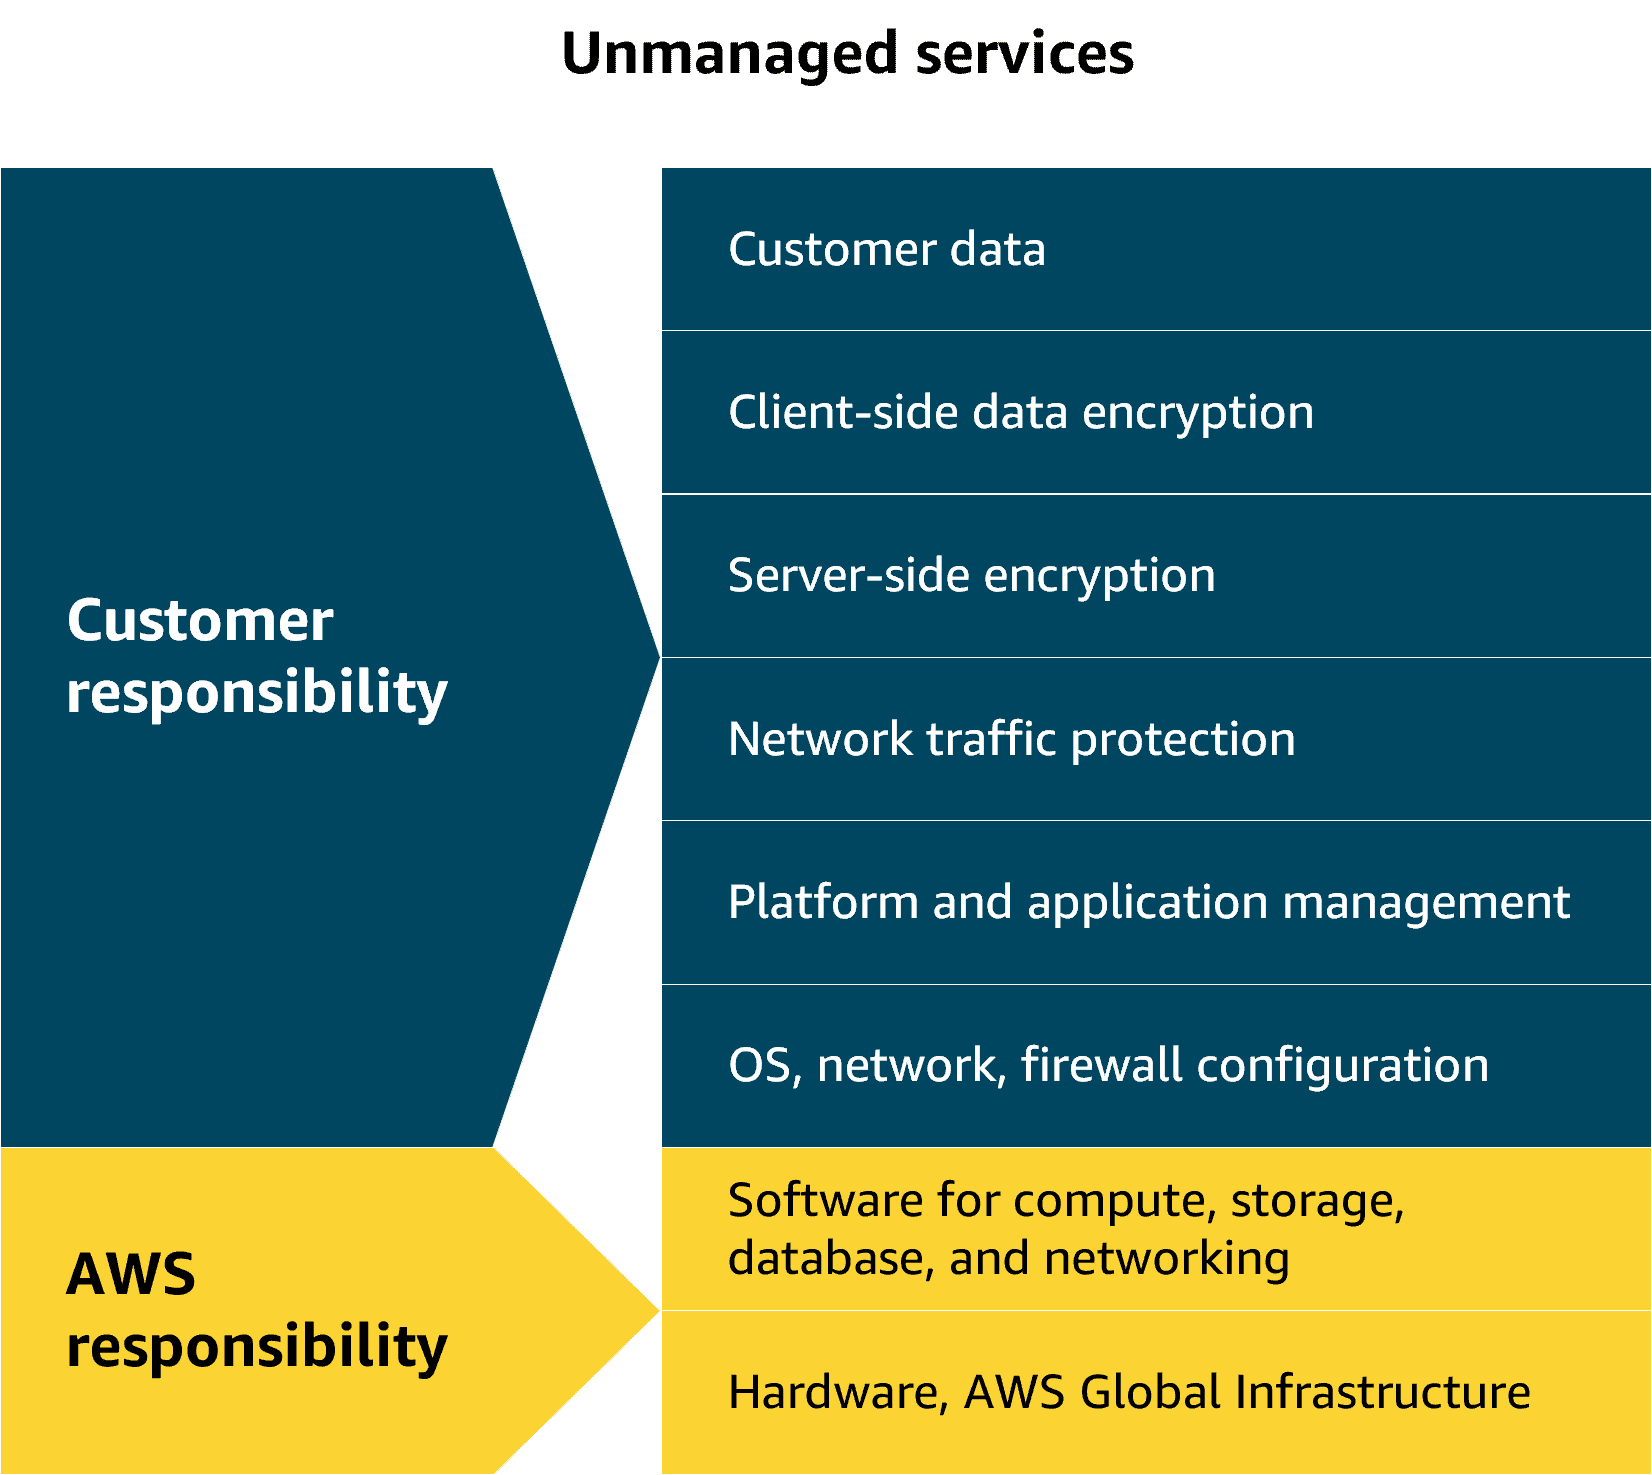 Unmanaged services
Customer
responsibility
Customer data
Client-side data encryption
Server-side encryption
Network traffic protection
Platform and application management
OS, network, firewall configuration
AWS
responsibility
Software for compute, storage,
database, and networking
Hardware, AWS Global Infrastructure